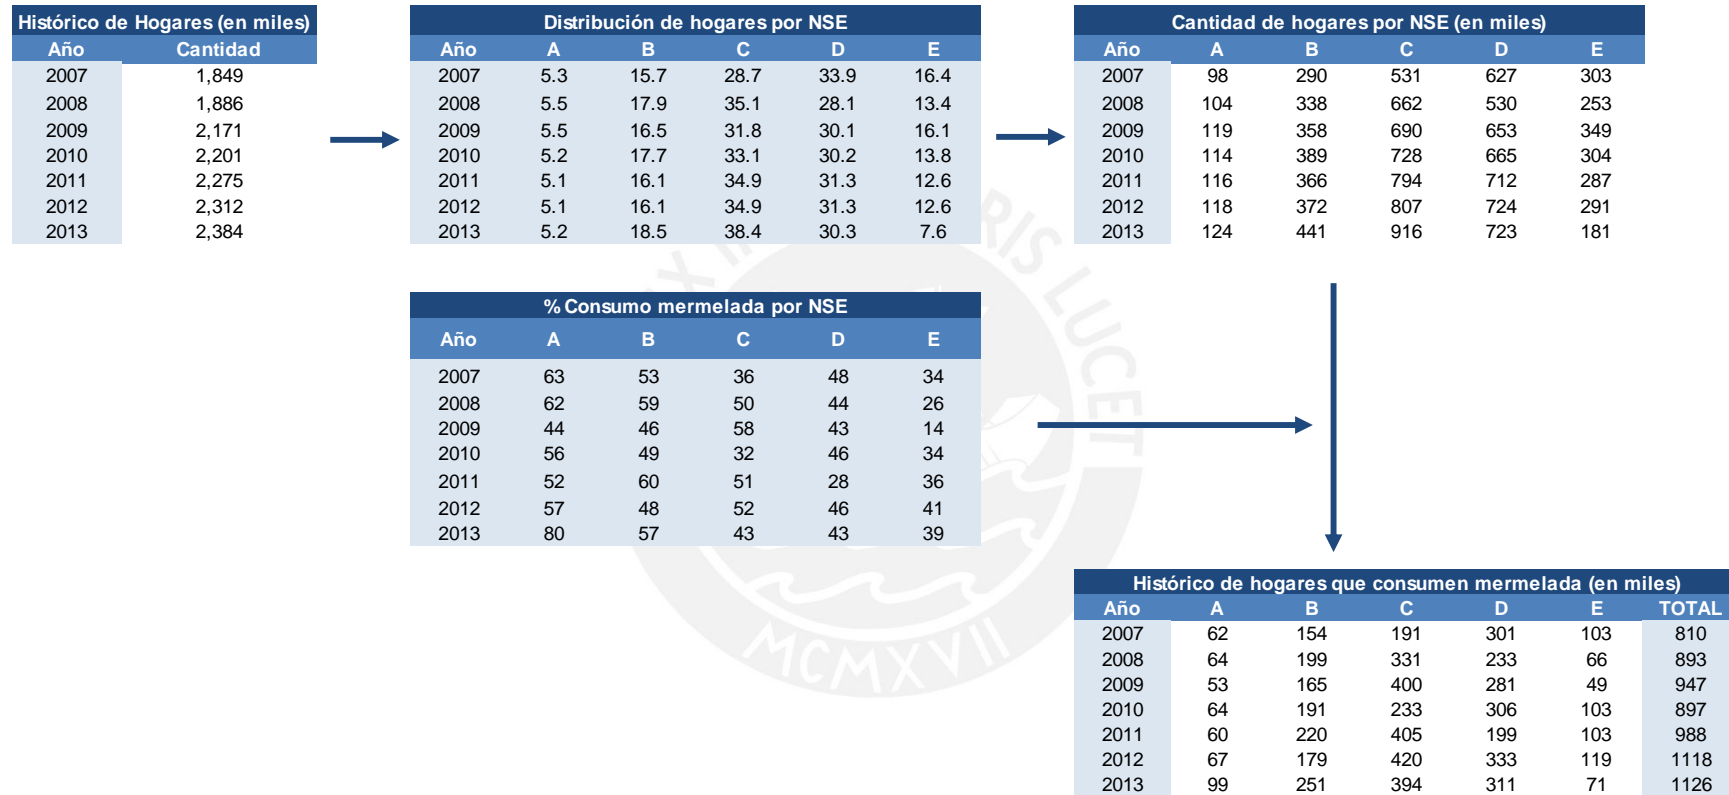 Histórico de Hogares (en miles)
Año Cantidad
2007 1,849
2008 1,886
2009 2,171
2010 2,201
2011 2,275
2012 2,312
2013 2,384
Distribución de hogares por NSE
Año A B C D E
2007 5.3 15.7 28.7 33.9 16.4
2008 5.5 17.9 35.1 28.1 13.4
2009 5.5 16.5 31.8 30.1 16.1
2010 5.2 17.7 33.1 30.2 13.8
2011 5.1 16.1 34.9 31.3 12.6
2012 5.1 16.1 34.9 31.3 12.6
2013 5.2 18.5 38.4 30.3 7.6
Cantidad de hogares por NSE (en miles)
Año A B C D E
2007 98 290 531 627 303
2008 104 338 662 530 253
2009 119 358 690 653 349
2010 114 389 728 665 304
2011 116 366 794 712 287
2012 118 372 807 724 291
2013 124 441 916 723 181
% Consumo mermelada por NSE
Año A B C D E
2007 63 53 36 48 34
2008 62 59 50 44 26
2009 44 46 58 43 14
2010 56 49 32 46 34
2011 52 60 51 28 36
2012 57 48 52 46 41
2013 80 57 43 43 39
Histórico de hogares que consumen mermelada (en miles)
Año A B C D E TOTAL
2007 62 154 191 301 103 810
2008 64 199 331 233 66 893
2009 53 165 400 281 49 947
2010 64 191 233 306 103 897
2011 60 220 405 199 103 988
2012 67 179 420 333 119 1118
2013 99 251 394 311 71 1126
LUCET
MCMXVII